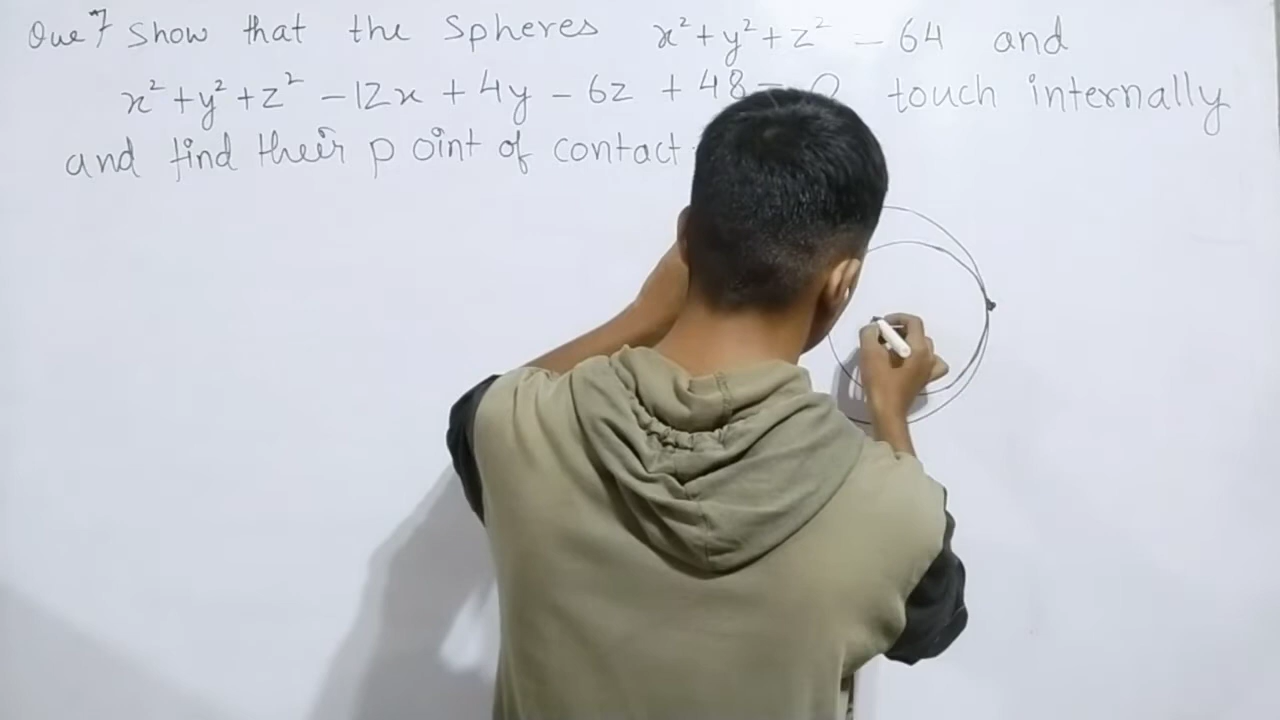 Que 7 Show that the Spheres x² + y² + z² = 64 and
x² + y² + z² - 12x + 4y - 6z + 48 = 0 touch internally
and find their point of contact.